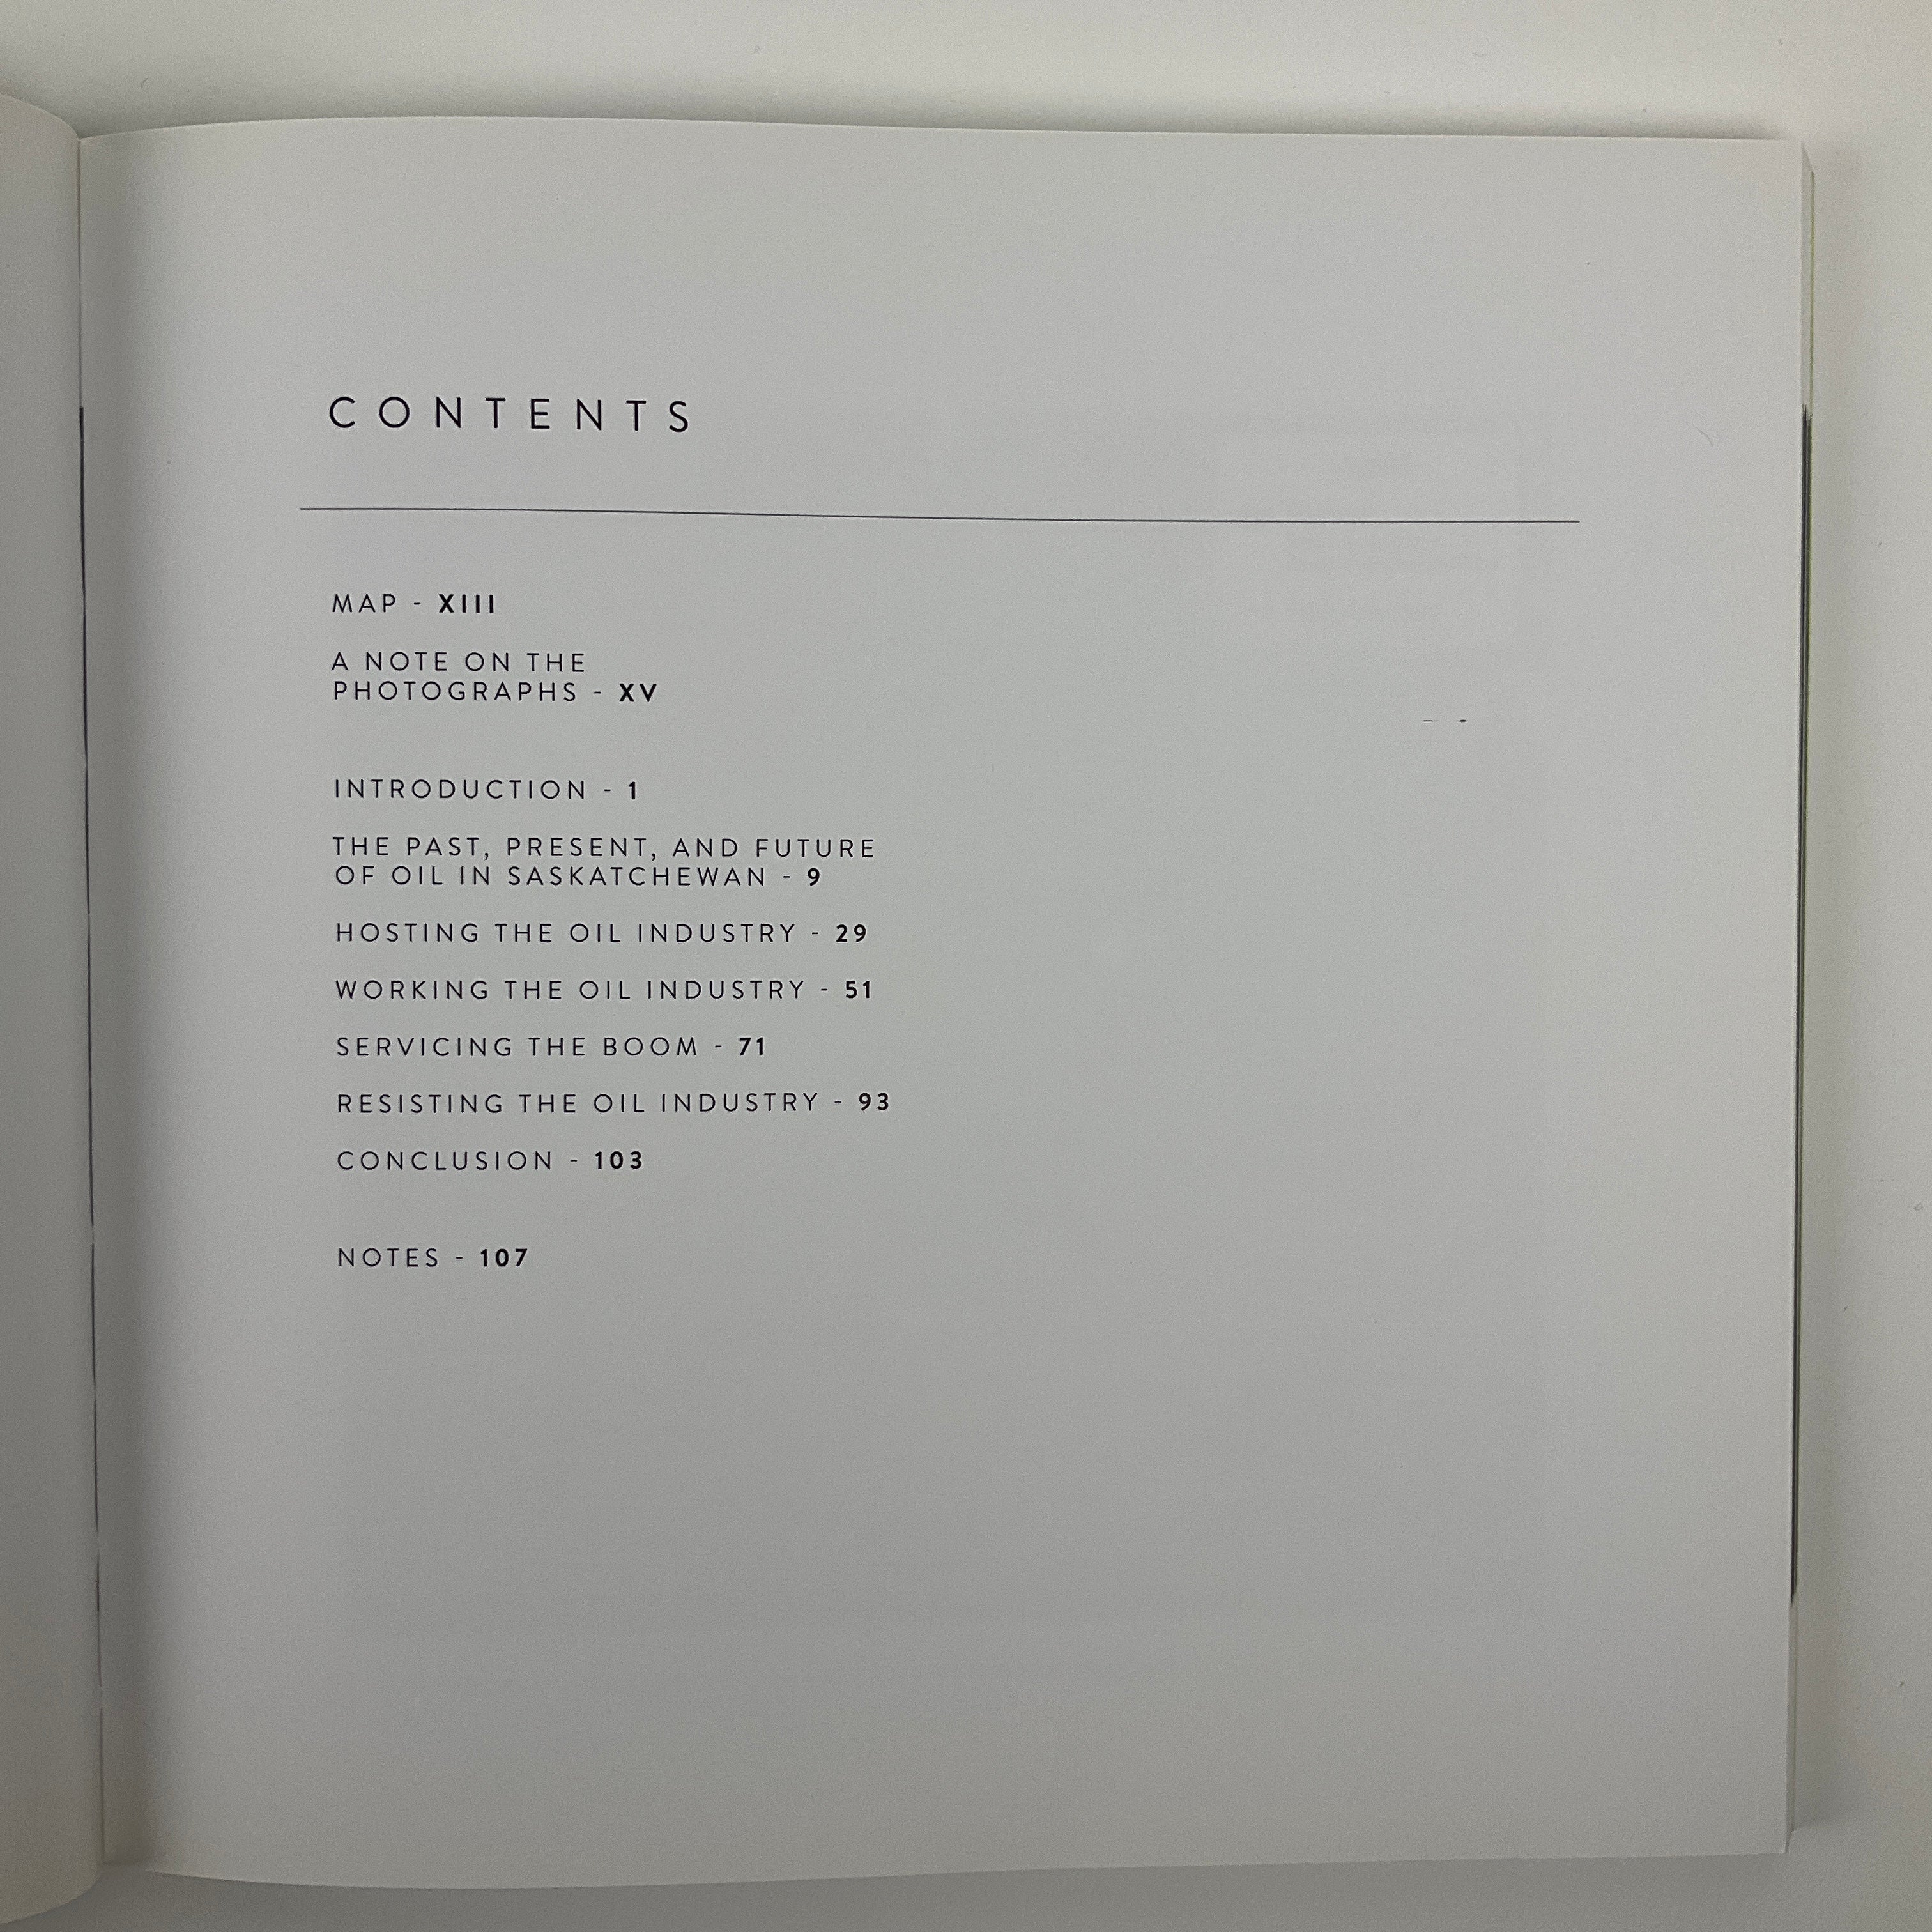 CONTENTS
MAP - XIII
A NOTE ON THE
PHOTOGRAPHS - XV
INTRODUCTION - 1
THE PAST, PRESENT, AND FUTURE
OF OIL IN SASKATCHEWAN - 9
HOSTING THE OIL INDUSTRY - 29
WORKING THE OIL INDUSTRY - 51
SERVICING THE BOOM - 71
RESISTING THE OIL INDUSTRY - 93
CONCLUSION - 103
NOTES - 107